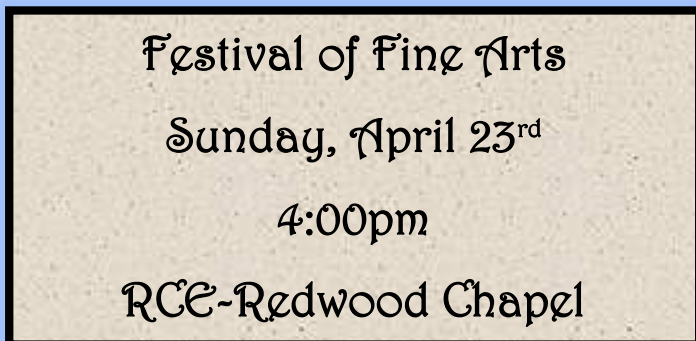 Festival of Fine Arts
Sunday, April 23rd
4:00pm
RCE-Redwood Chapel